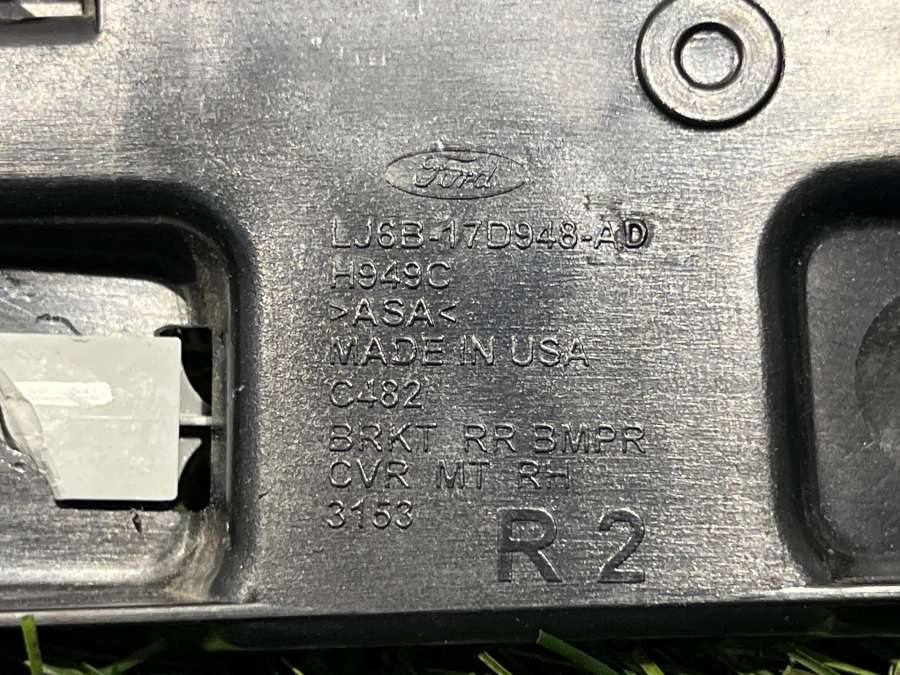 Ford
LJ6B-17D948-AD
H949C
>ASA<
MADE IN USA
C482
BRKT RR BMPR
CVR MT RH
3153
R 2